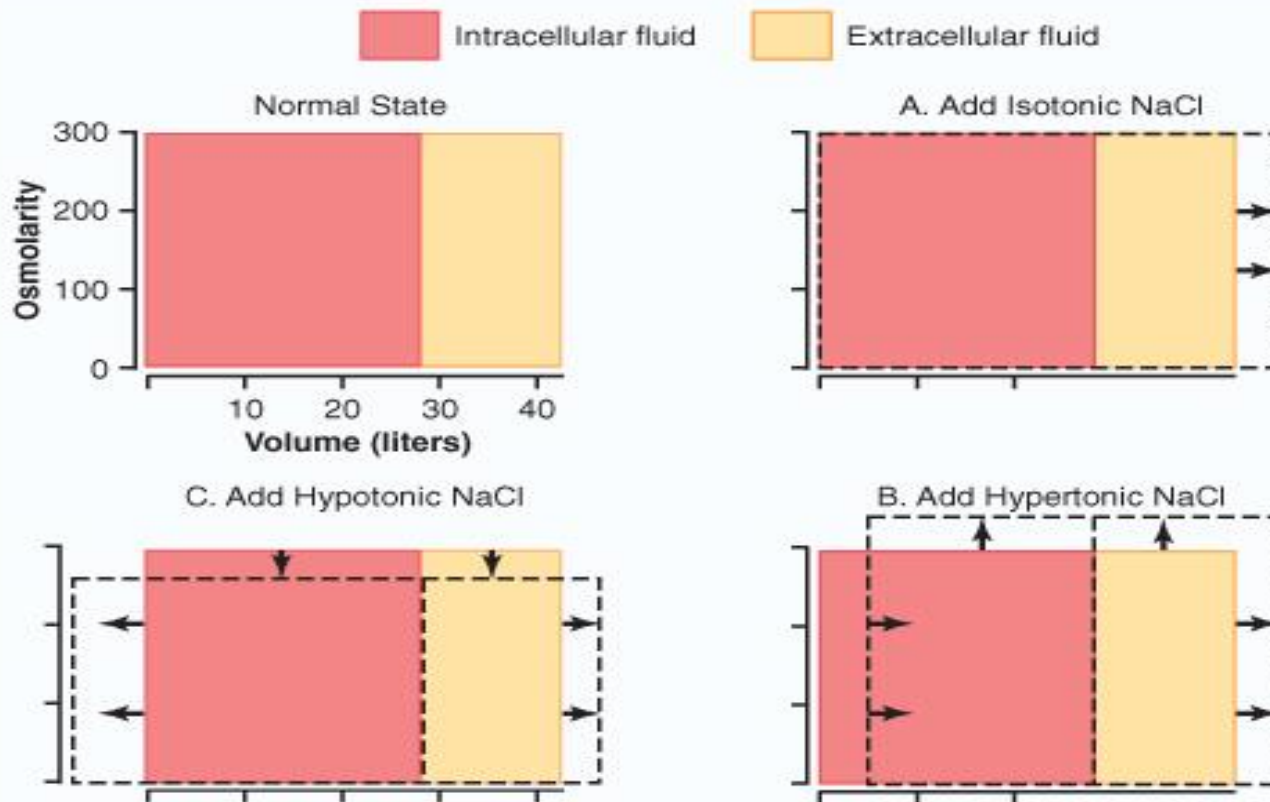 Intracellular fluid
Extracellular fluid
Normal State
300
200
100
0
Osmolarity
10 20 30 40
Volume (liters)
A. Add Isotonic NaCl
C. Add Hypotonic NaCl
B. Add Hypertonic NaCl